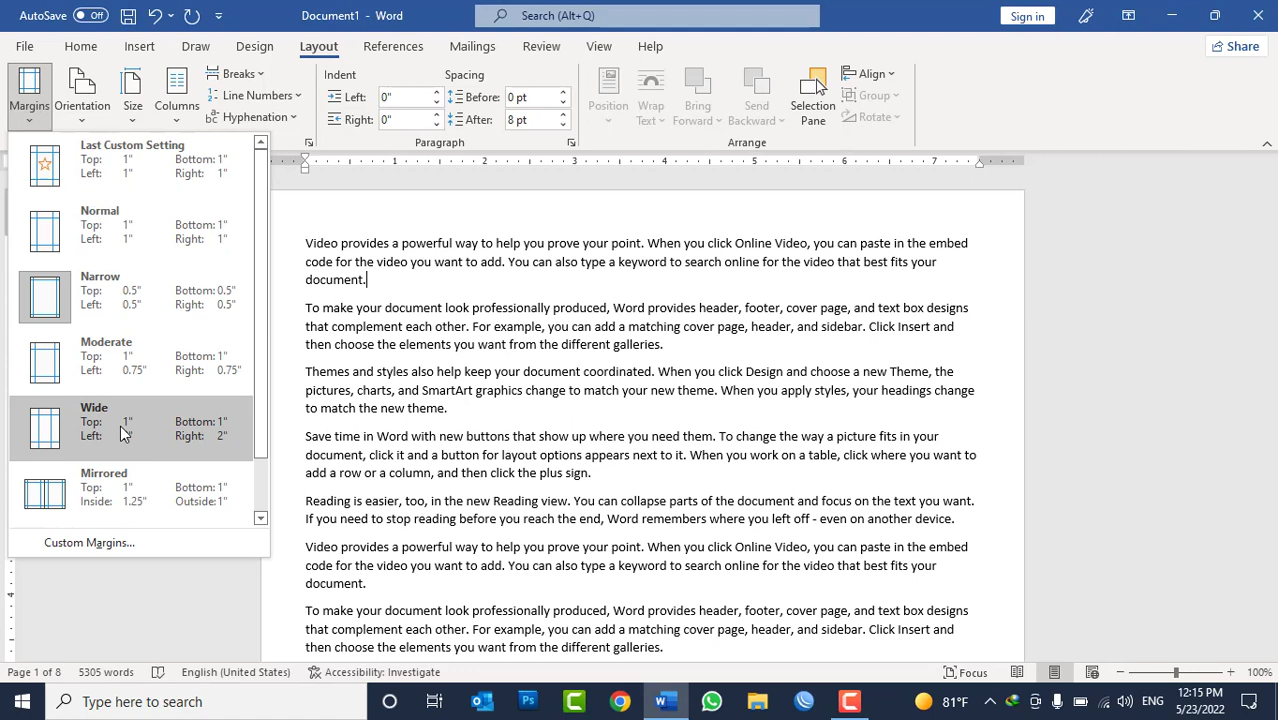 AutoSave Off Document1 - Word Search (Alt+Q) Sign in
File Home Insert Draw Design Layout References Mailings Review View Help Share
Margins Orientation Size Columns Breaks Line Numbers Hyphenation
Indent Spacing
Left: 0" Before: 0 pt
Right: 0" After: 8 pt
Position Wrap Text Bring Forward Send Backward Selection Pane Align Group Rotate
Arrange
Last Custom Setting
Top: 1" Bottom: 1"
Left: 1" Right: 1"
Normal
Top: 1" Bottom: 1"
Left: 1" Right: 1"
Narrow
Top: 0.5" Bottom: 0.5"
Left: 0.5" Right: 0.5"
Moderate
Top: 1" Bottom: 1"
Left: 0.75" Right: 0.75"
Wide
Top: 1" Bottom: 1"
Left: Right: 2"
Mirrored
Top: 1" Bottom: 1"
Inside: 1.25" Outside: 1"
Custom Margins...
1 2 3 4 5 6 7
Video provides a powerful way to help you prove your point. When you click Online Video, you can paste in the embed
code for the video you want to add. You can also type a keyword to search online for the video that best fits your
document.
To make your document look professionally produced, Word provides header, footer, cover page, and text box designs
that complement each other. For example, you can add a matching cover page, header, and sidebar. Click Insert and
then choose the elements you want from the different galleries.
Themes and styles also help keep your document coordinated. When you click Design and choose a new Theme, the
pictures, charts, and SmartArt graphics change to match your new theme. When you apply styles, your headings change
to match the new theme.
Save time in Word with new buttons that show up where you need them. To change the way a picture fits in your
document, click it and a button for layout options appears next to it. When you work on a table, click where you want to
add a row or a column, and then click the plus sign.
Reading is easier, too, in the new Reading view. You can collapse parts of the document and focus on the text you want.
If you need to stop reading before you reach the end, Word remembers where you left off - even on another device.
Video provides a powerful way to help you prove your point. When you click Online Video, you can paste in the embed
code for the video you want to add. You can also type a keyword to search online for the video that best fits your
document.
To make your document look professionally produced, Word provides header, footer, cover page, and text box designs
that complement each other. For example, you can add a matching cover page, header, and sidebar. Click Insert and
then choose the elements you want from the different galleries.
4
Page 1 of 8 5305 words English (United States) Accessibility: Investigate Focus 100%
Type here to search Ps 81°F ENG 12:15 PM
5/23/2022